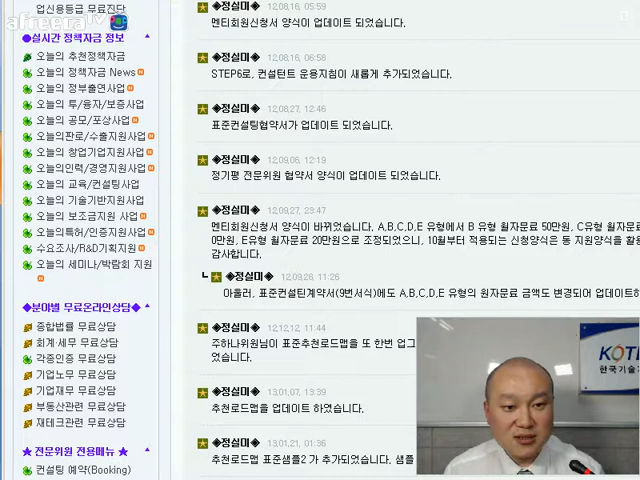 업신용등급 무료진단
afreecaTV
●실시간 정책자금 정보
오늘의 추천정책자금
오늘의 정책자금 News
오늘의 정부출연사업
오늘의 투/융자/보증사업
오늘의 공모/포상사업
오늘의판로/수출지원사업
오늘의 창업기업지원사업
오늘의인력/경영지원사업
오늘의 교육/컨설팅사업
오늘의 기술기반지원사업
오늘의 보조금지원 사업
오늘의특허/인증지원사업
수요조사/R&D기획지원
오늘의 세미나/박람회 지원
◆분야별 무료온라인상담◆
종합법률 무료상담
회계·세무 무료상담
각종인증 무료상담
기업노무 무료상담
기업재무 무료상담
부동산관련 무료상담
재테크관련 무료상담
★ 전문위원 전용메뉴 ★
컨설팅 예약(Booking)
◈정실미◈ 12,08,16, 05:59
멘티회원신청서 양식이 업데이트 되었습니다.
◈정실미◈ 12,08,16, 06:58
STEP6로, 컨설턴트 운용지침이 새롭게 추가되었습니다.
◈정실미◈ 12,08,27, 12:46
표준컨설팅협약서가 업데이트 되었습니다.
◈정실미◈ 12,09,06, 12:19
정기평 전문위원 협약서 양식이 업데이트 되었습니다.
◈정실미◈ 12,09,27, 23:47
멘티회원신청서 양식이 바뀌었습니다. A,B,C,D,E 유형에서 B 유형 월자문료 50만원, C유형 월자문료
0만원, E유형 월자문료 20만원으로 조정되었으니, 10월부터 적용되는 신청양식은 동 지원양식을 활용
감사합니다.
◈정실미◈ 12,09,28, 11:26
아울러, 표준컨설틴계약서(9번서식)에도 A,B,C,D,E 유형의 원자문료 금액도 변경되어 업데이트하
◈정실미◈ 12,12,12, 11:44
주하나위원님이 표준추천로드맵을 또 한번 업그
었습니다.
◈정실미◈ 13,01,07, 13:39
추천로드맵을 업데이트 하였습니다.
◈정실미◈ 13,01,21, 01:36
추천로드맵 표준샘플2 가 추가되었습니다. 샘플
KOTE
한국기술기